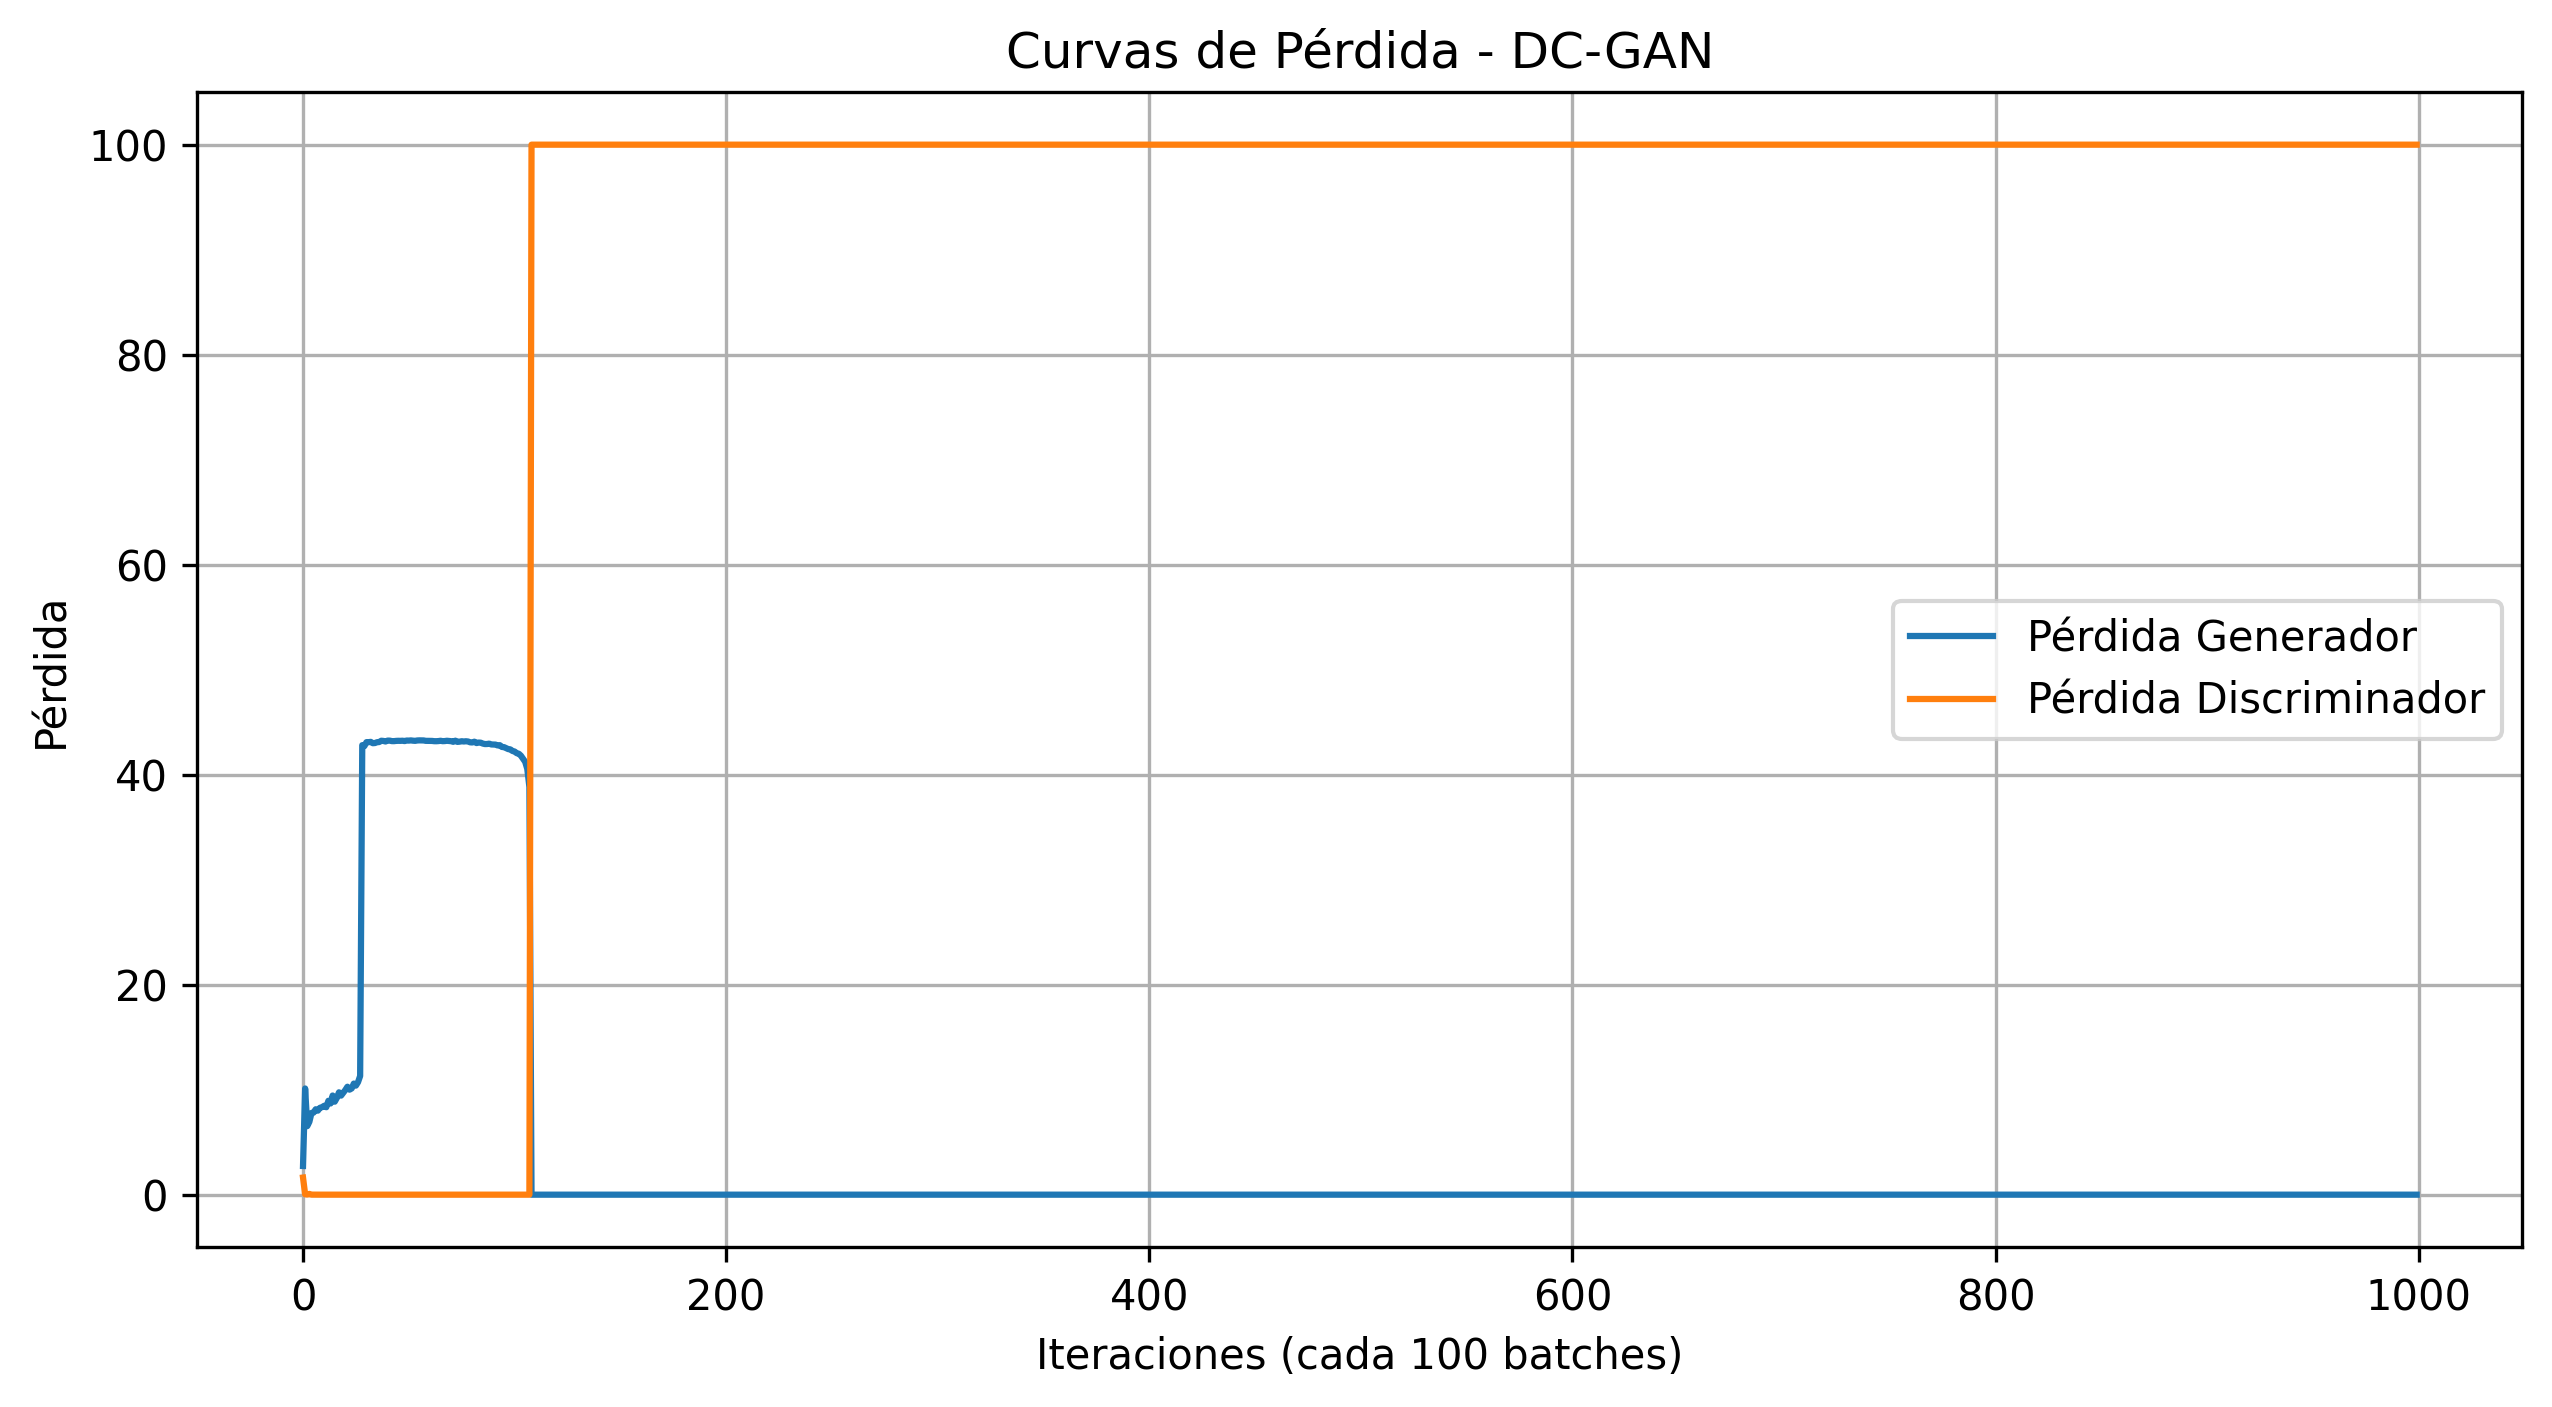 Curvas de Pérdida - DC-GAN
100
80
60
40
20
0
Pérdida
Pérdida Generador
Pérdida Discriminador
0 200 400 600 800 1000
Iteraciones (cada 100 batches)